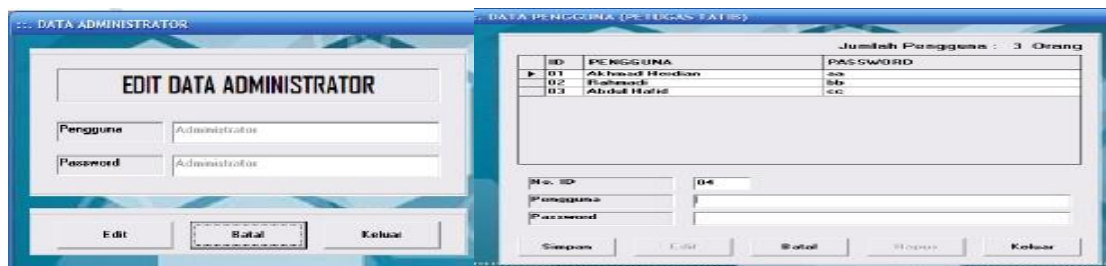 ::. DATA ADMINISTRATOR
EDIT DATA ADMINISTRATOR
Pengguna Administrator
Password Administrator
Edit Batal Keluar
:. DATA PENGGUNA (PETUGAS TATIB)
Jumlah Pengguna : 3 Orang
ID PENGGUNA PASSWORD
01 Akhmad Herdian aa
02 Rahmadi bb
03 Abdul Hafid cc
No. ID 04
Pengguna
Password
Simpan Edit Batal Hapus Keluar